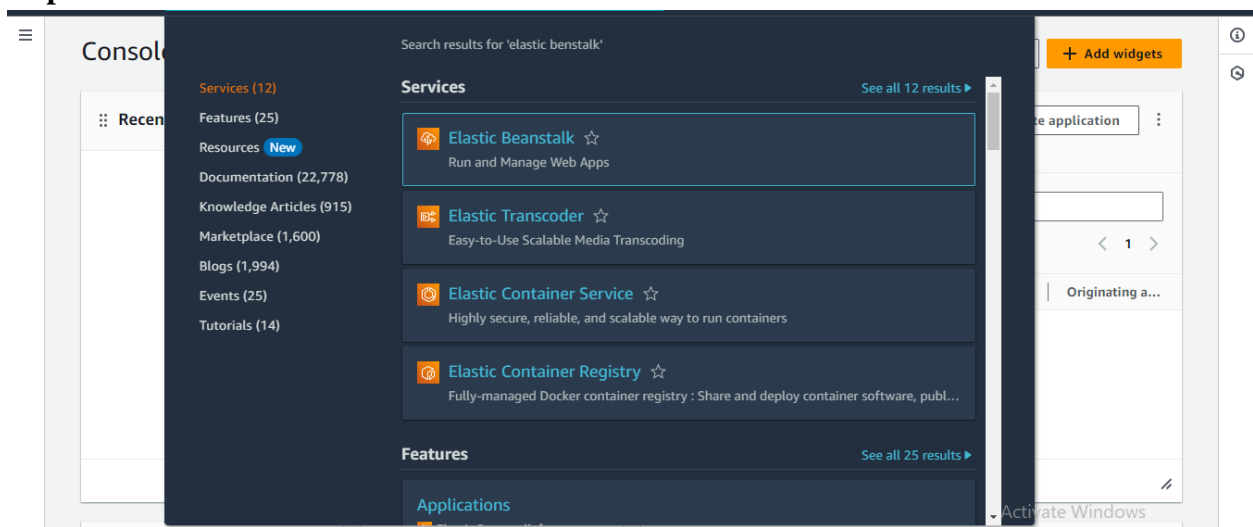 Search results for 'elastic benstalk'
Consol
+ Add widgets
Services (12)
Features (25)
Resources New
Documentation (22,778)
Knowledge Articles (915)
Marketplace (1,600)
Blogs (1,994)
Events (25)
Tutorials (14)
Services
See all 12 results
Elastic Beanstalk
Run and Manage Web Apps
Elastic Transcoder
Easy-to-Use Scalable Media Transcoding
Elastic Container Service
Highly secure, reliable, and scalable way to run containers
Elastic Container Registry
Fully-managed Docker container registry : Share and deploy container software, publ...
Features
See all 25 results
Applications
Recen
application
< 1 >
Originating a...
Activate Windows